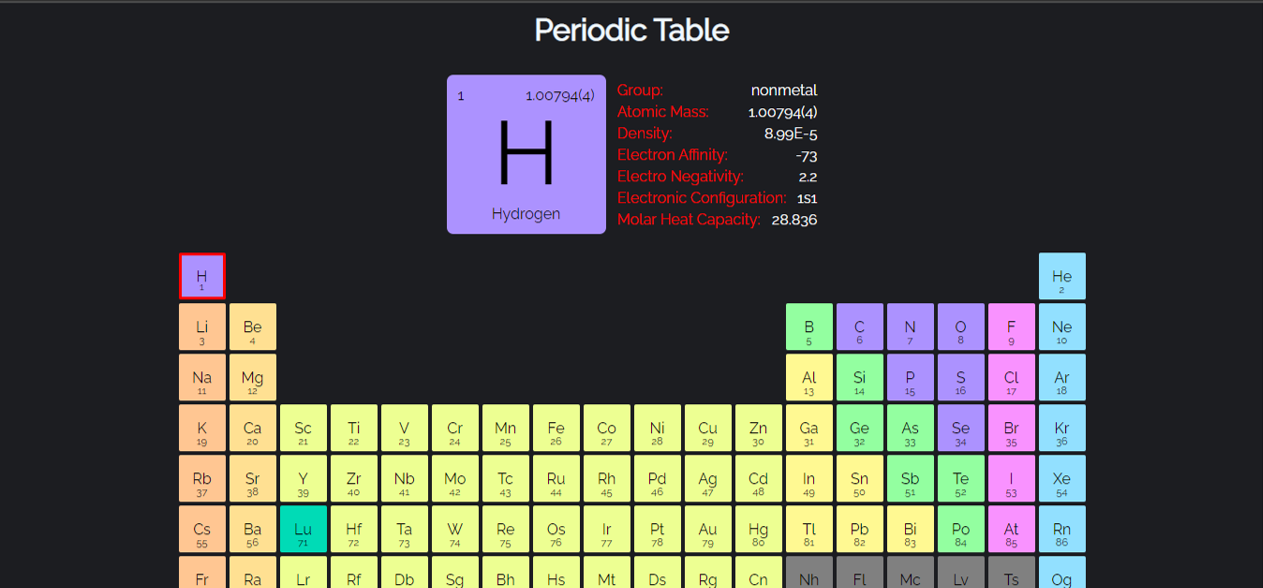 Periodic Table
1 1.00794(4)
H
Hydrogen
Group: nonmetal
Atomic Mass: 1.00794(4)
Density: 8.99E-5
Electron Affinity: -73
Electro Negativity: 2.2
Electronic Configuration: 1s1
Molar Heat Capacity: 28.836
H He
1 2
Li Be B C N O F Ne
3 4 5 6 7 8 9 10
Na Mg Al Si P S Cl Ar
11 12 13 14 15 16 17 18
K Ca Sc Ti V Cr Mn Fe Co Ni Cu Zn Ga Ge As Se Br Kr
19 20 21 22 23 24 25 26 27 28 29 30 31 32 33 34 35 36
Rb Sr Y Zr Nb Mo Tc Ru Rh Pd Ag Cd In Sn Sb Te I Xe
37 38 39 40 41 42 43 44 45 46 47 48 49 50 51 52 53 54
Cs Ba Lu Hf Ta W Re Os Ir Pt Au Hg Tl Pb Bi Po At Rn
55 56 71 72 73 74 75 76 77 78 79 80 81 82 83 84 85 86
Fr Ra Lr Rf Db Sg Bh Hs Mt Ds Rg Cn Nh Fl Mc Lv Ts Og